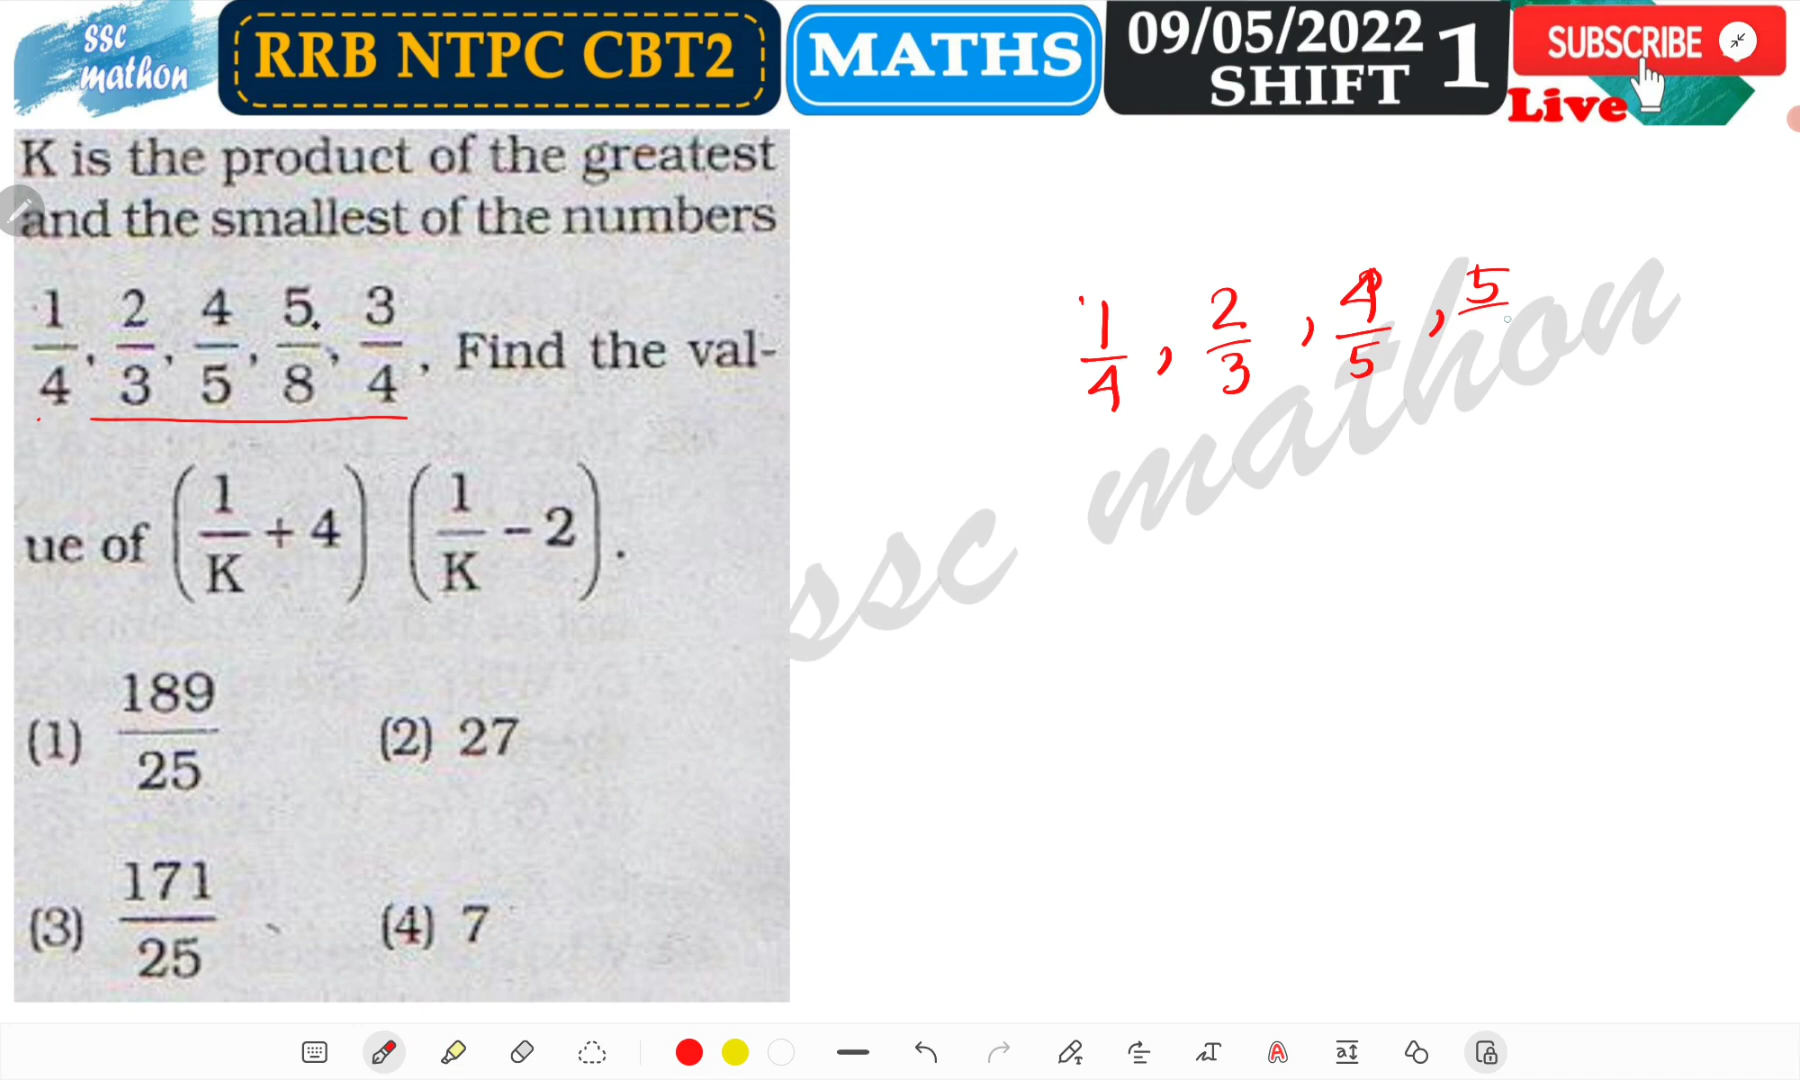 ssc
mathon
RRB NTPC CBT2
MATHS
09/05/2022
SHIFT 1
SUBSCRIBE
Live
K is the product of the greatest
and the smallest of the numbers
1/4, 2/3, 4/5, 5/8, 3/4, Find the val-
ue of (1/K + 4) (1/K - 2).
(1) 189/25
(2) 27
(3) 171/25
(4) 7
1/4, 2/3, 4/5, 5/
ssc mathon